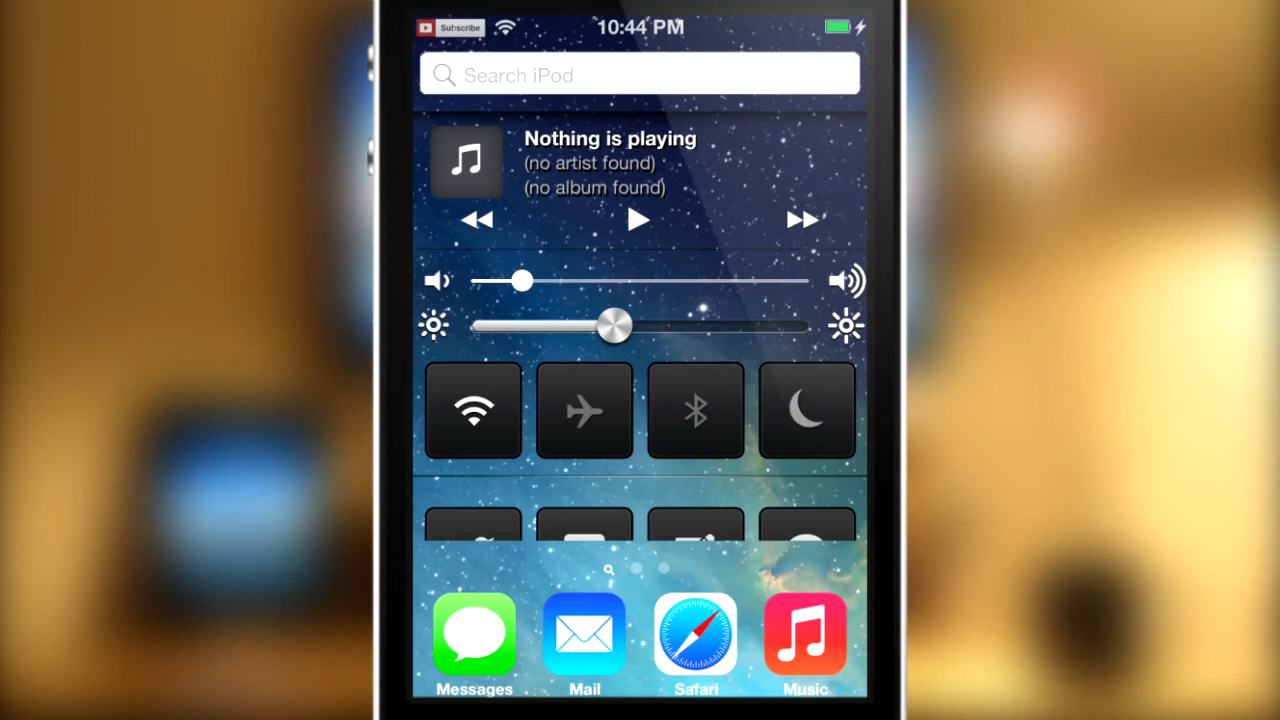 Subscribe
10:44 PM
Search iPod
Nothing is playing
(no artist found)
(no album found)
Messages Mail Safari Music